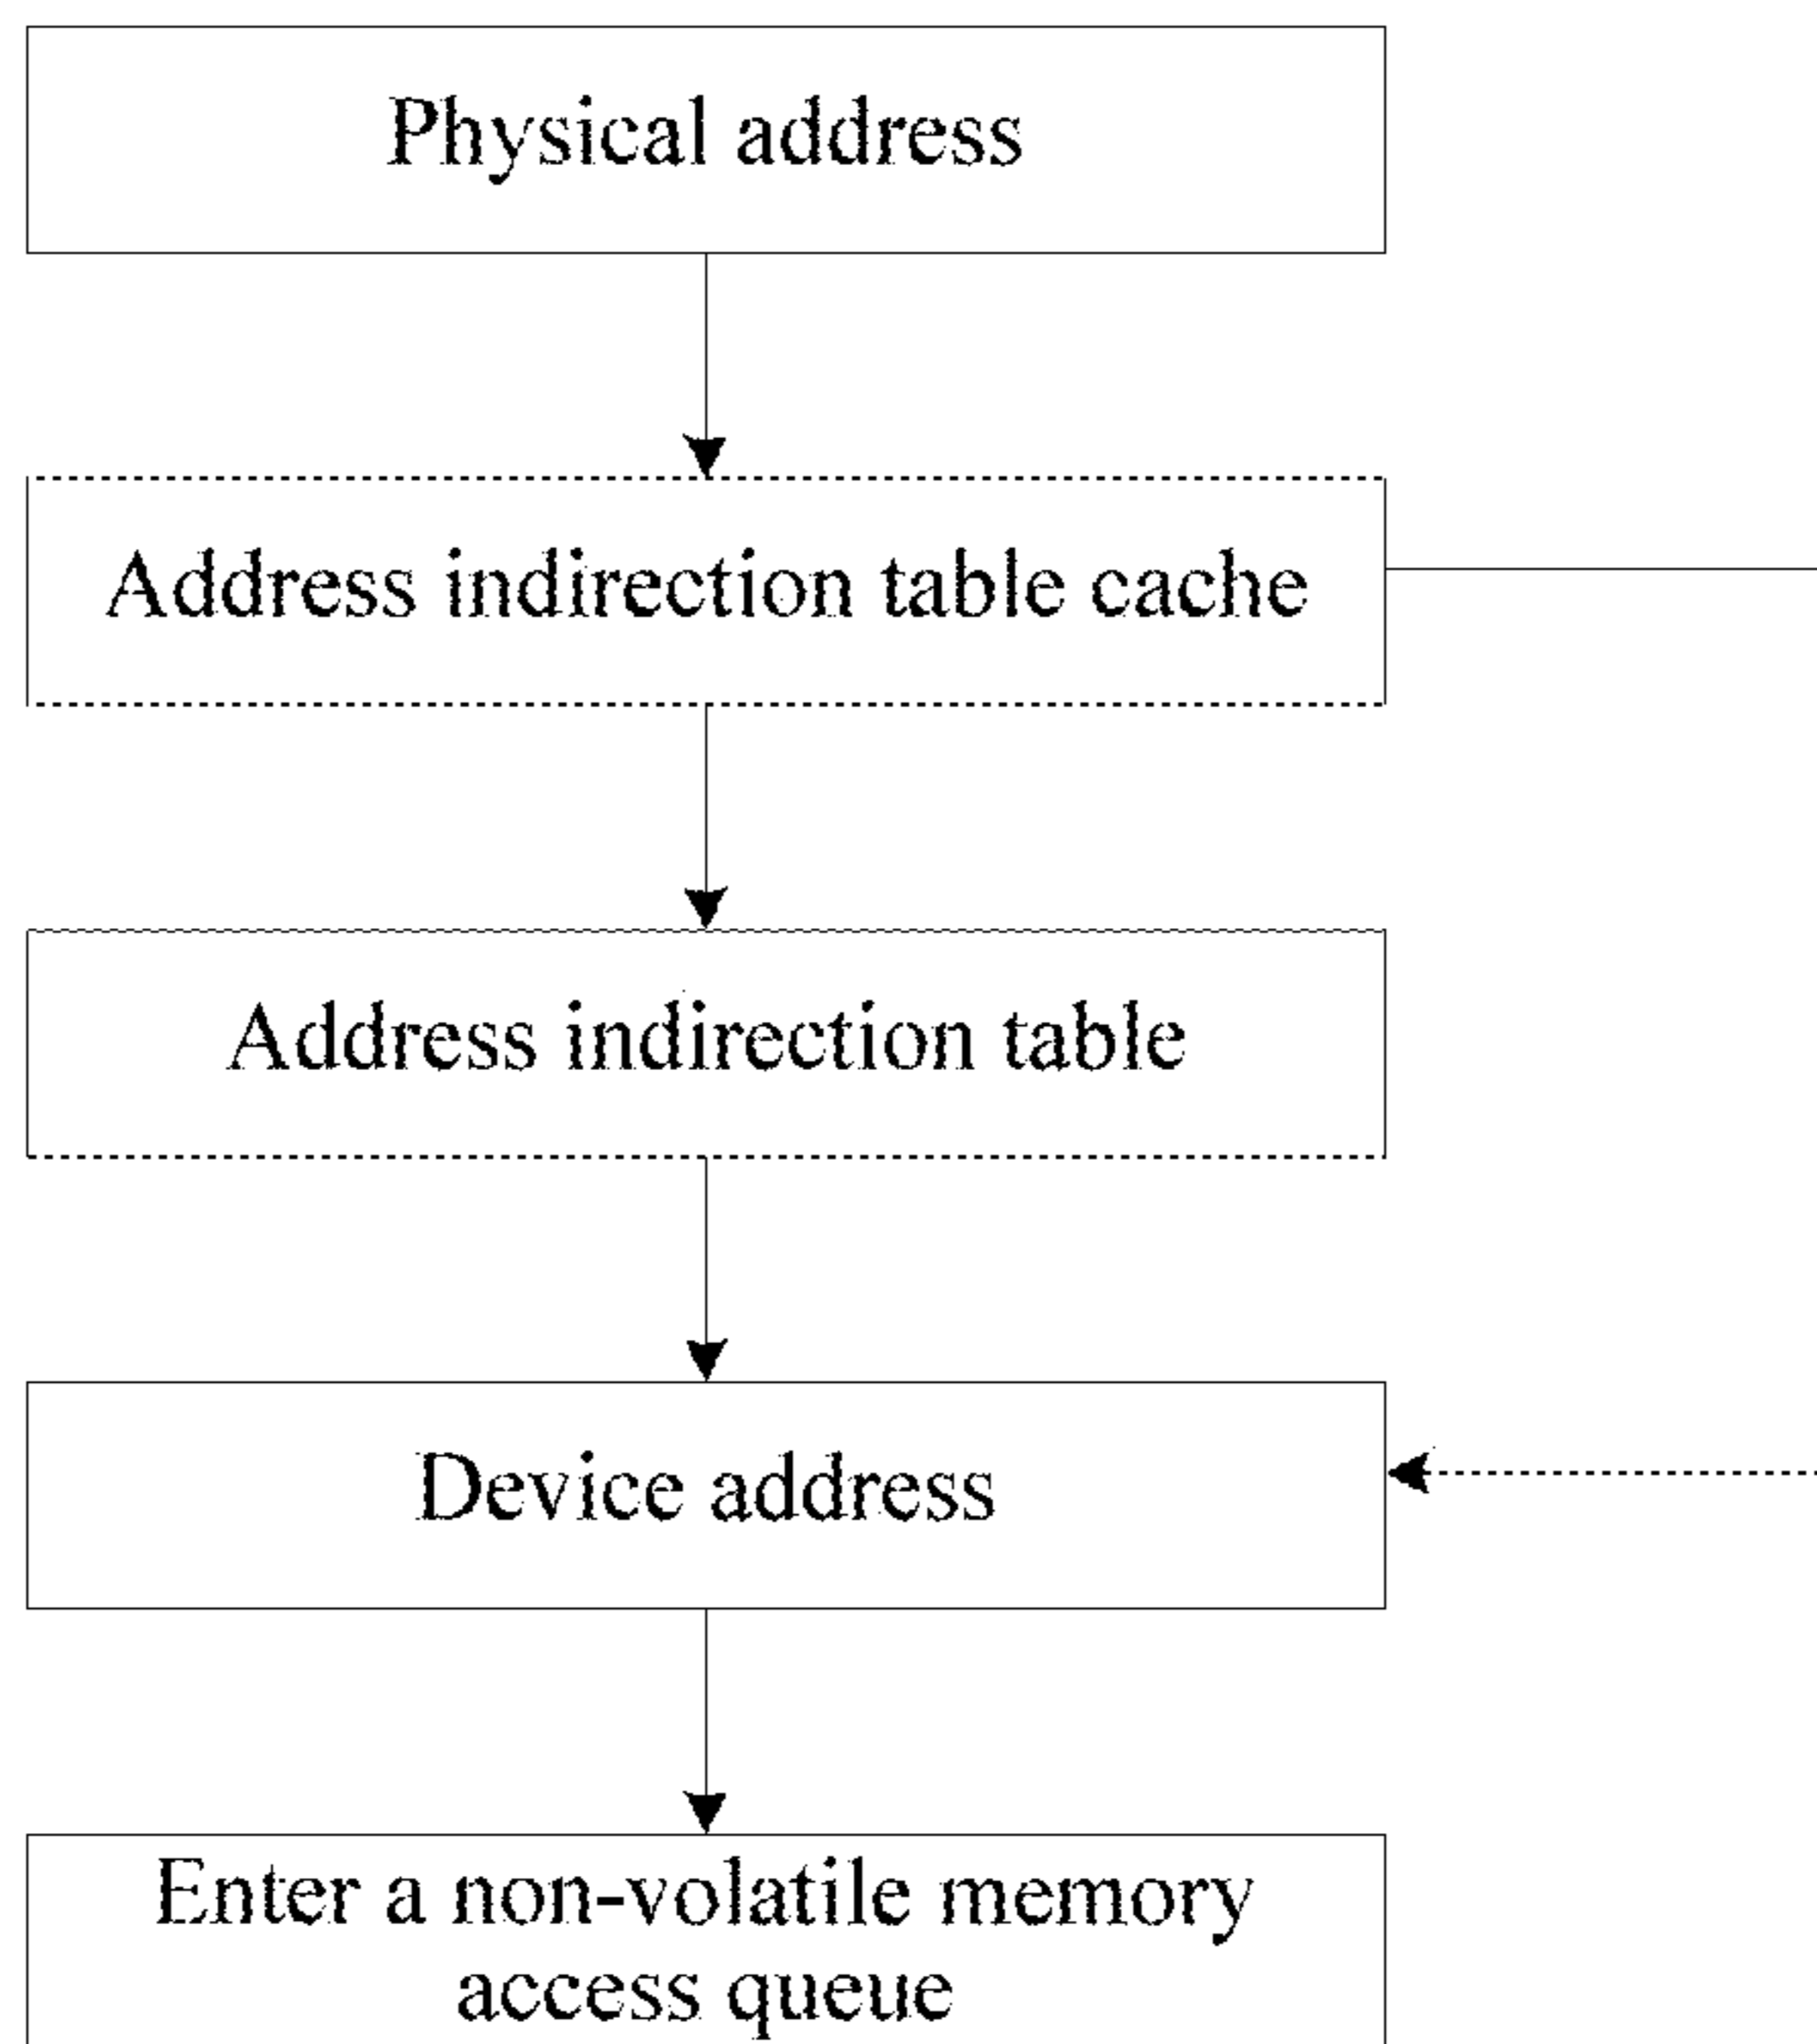 Physical address
Address indirection table cache
Address indirection table
Device address
Enter a non-volatile memory
access queue